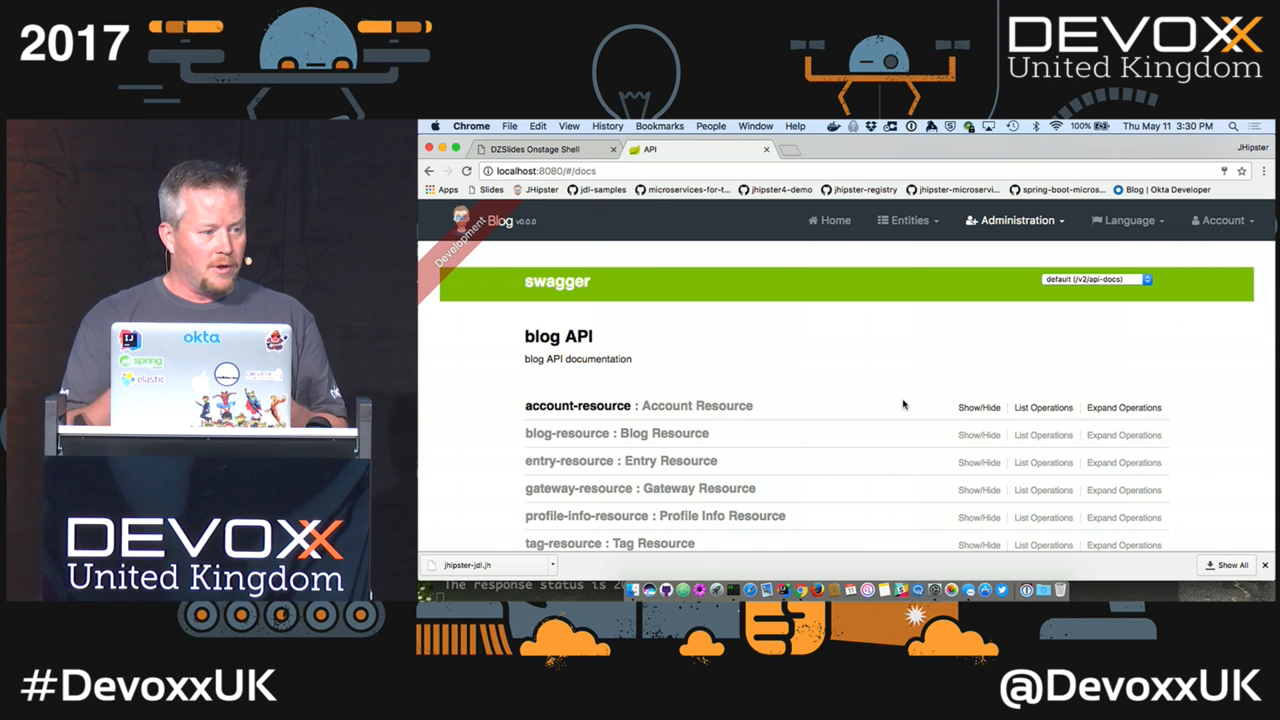 2017
DEVOXX
United Kingdom
Chrome File Edit View History Bookmarks People Window Help 100% Thu May 11 3:30 PM
DZSlides Onstage Shell API JHipster
localhost:8080/#/docs
Apps Slides JHipster jdl-samples microservices-for-t... jhipster4-demo jhipster-registry jhipster-microservi... spring-boot-micros... Blog | Okta Developer
Development
Blog v0.0.0 Home Entities Administration Language Account
swagger default (/v2/api-docs)
blog API
blog API documentation
account-resource : Account Resource Show/Hide List Operations Expand Operations
blog-resource : Blog Resource Show/Hide List Operations Expand Operations
entry-resource : Entry Resource Show/Hide List Operations Expand Operations
gateway-resource : Gateway Resource Show/Hide List Operations Expand Operations
profile-info-resource : Profile Info Resource Show/Hide List Operations Expand Operations
tag-resource : Tag Resource Show/Hide List Operations Expand Operations
jhipster-jdl.jh Show All
The response status is 20
okta
IJ
spring
elastic
DEVOXX
United Kingdom
#DevoxxUK
@DevoxxUK